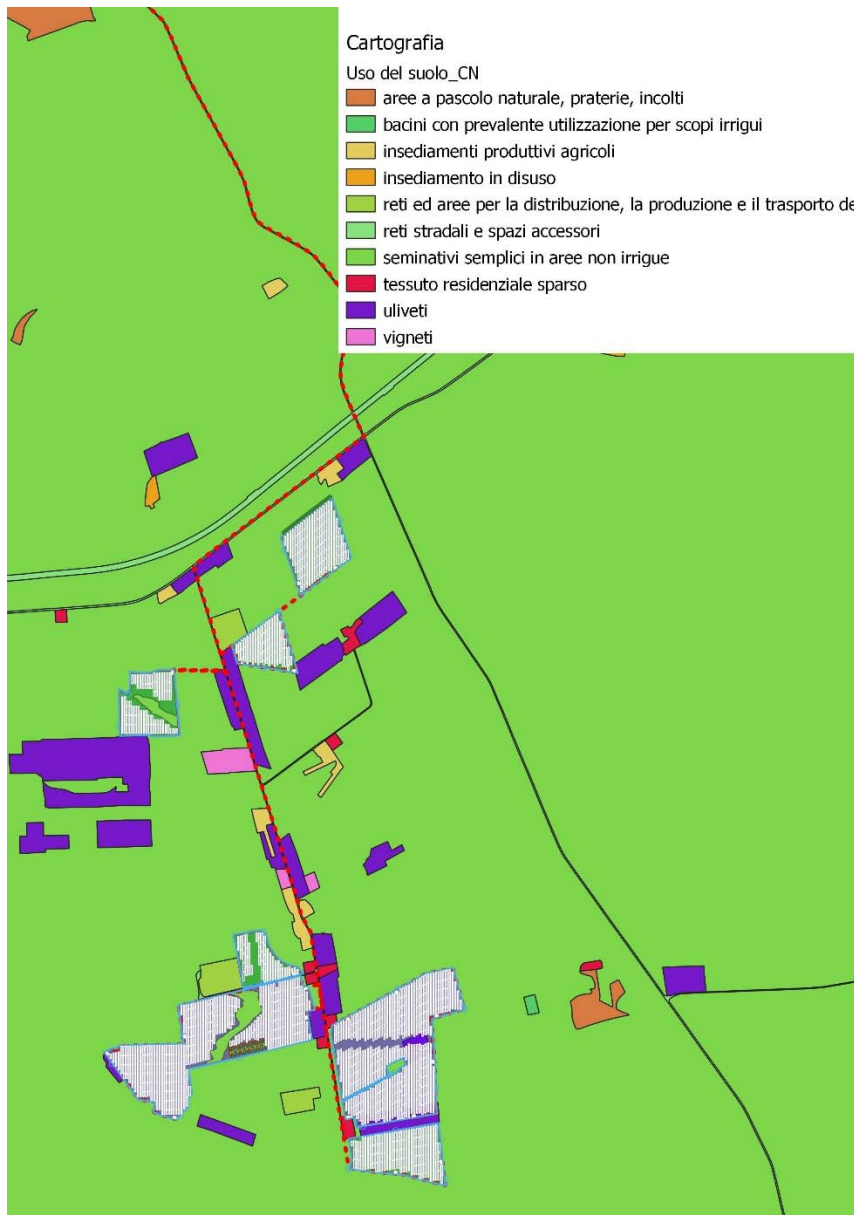 Cartografia
Uso del suolo_CN
aree a pascolo naturale, praterie, incolti
bacini con prevalente utilizzazione per scopi irrigui
insediamenti produttivi agricoli
insediamento in disuso
reti ed aree per la distribuzione, la produzione e il trasporto de
reti stradali e spazi accessori
seminativi semplici in aree non irrigue
tessuto residenziale sparso
uliveti
vigneti